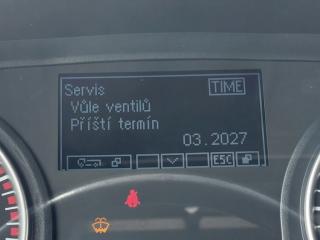 Servis
TIME
Vůle ventilů
Příští termín
03.2027
ESC